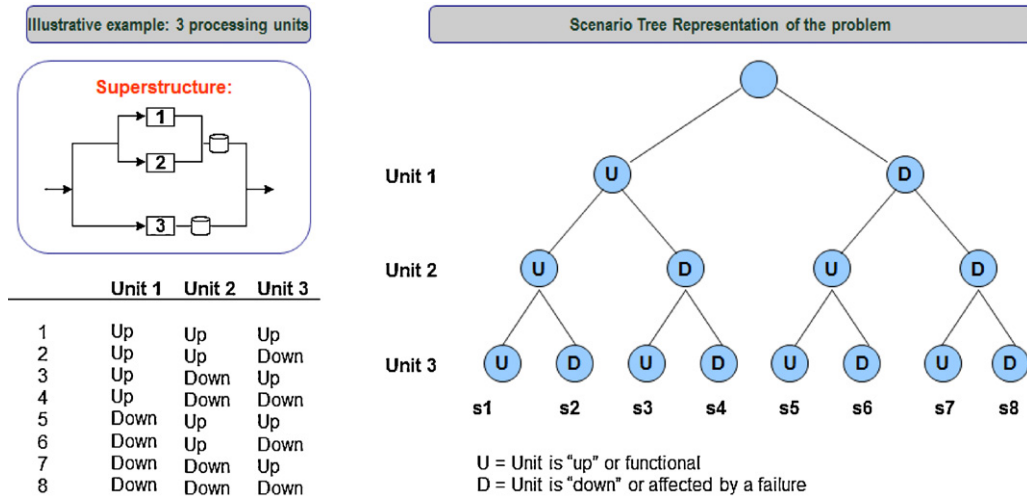 Illustrative example: 3 processing units
Superstructure:
1
2
3
Unit 1 Unit 2 Unit 3
1 Up Up Up
2 Up Up Down
3 Up Down Up
4 Up Down Down
5 Down Up Up
6 Down Up Down
7 Down Down Up
8 Down Down Down
Scenario Tree Representation of the problem
Unit 1 U D
Unit 2 U D U D
Unit 3 U D U D U D U D
s1 s2 s3 s4 s5 s6 s7 s8
U = Unit is "up" or functional
D = Unit is "down" or affected by a failure